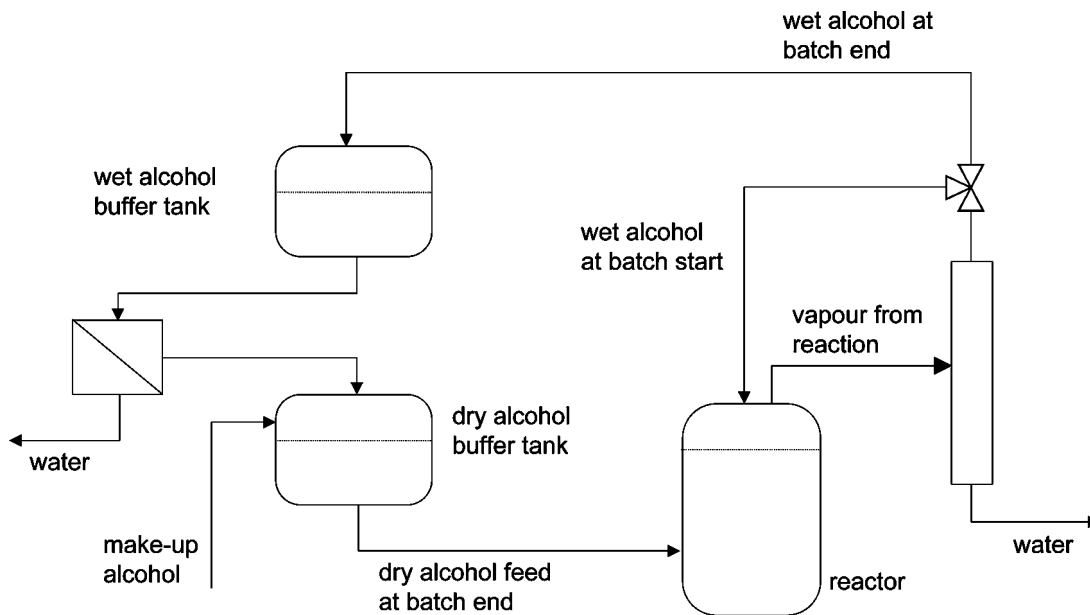 wet alcohol at
batch end
wet alcohol
buffer tank
wet alcohol
at batch start
vapour from
reaction
dry alcohol
buffer tank
water
make-up
alcohol
dry alcohol feed
at batch end
reactor
water